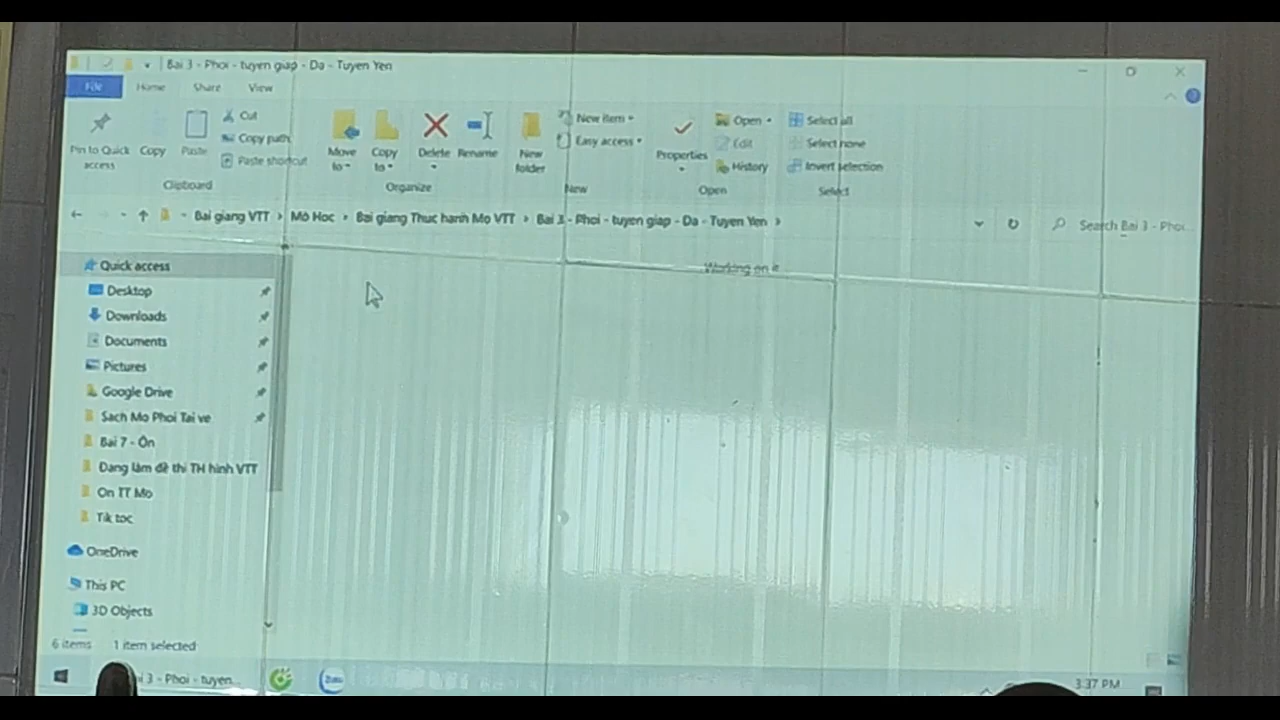 Bai 3 - Phoi - tuyen giap - Da - Tuyen Yen
File Home Share View
Pin to Quick access
Copy
Paste
Cut
Copy path
Paste shortcut
Clipboard
Move to
Copy to
Delete
Rename
Organize
New folder
New item
Easy access
New
Properties
Open
Edit
History
Open
Select all
Select none
Invert selection
Select
Bai giang VTT › Mô Hoc › Bai giang Thuc hanh Mo VTT › Bai 3 - Phoi - tuyen giap - Da - Tuyen Yen ›
Search Bai 3 - Phoi
Quick access
Desktop
Downloads
Documents
Pictures
Google Drive
Sach Mo Phoi Tai ve
Bai 7 - Ôn
Đang làm đề thi TH hình VTT
On TT Mo
Tik toc
OneDrive
This PC
3D Objects
Working on it
6 items 1 item selected
i 3 - Phoi - tuyen...
Zalo
3:37 PM